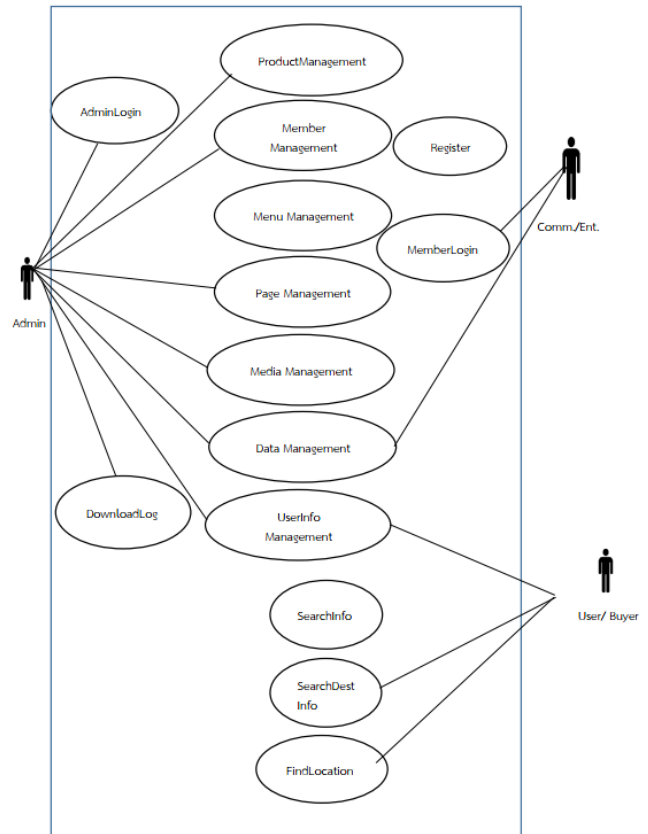 ProductManagement
AdminLogin
Member
Management
Register
Menu Management
MemberLogin
Comm./Ent.
Page Management
Admin
Media Management
Data Management
DownloadLog
UserInfo
Management
SearchInfo
User/ Buyer
SearchDest
Info
FindLocation